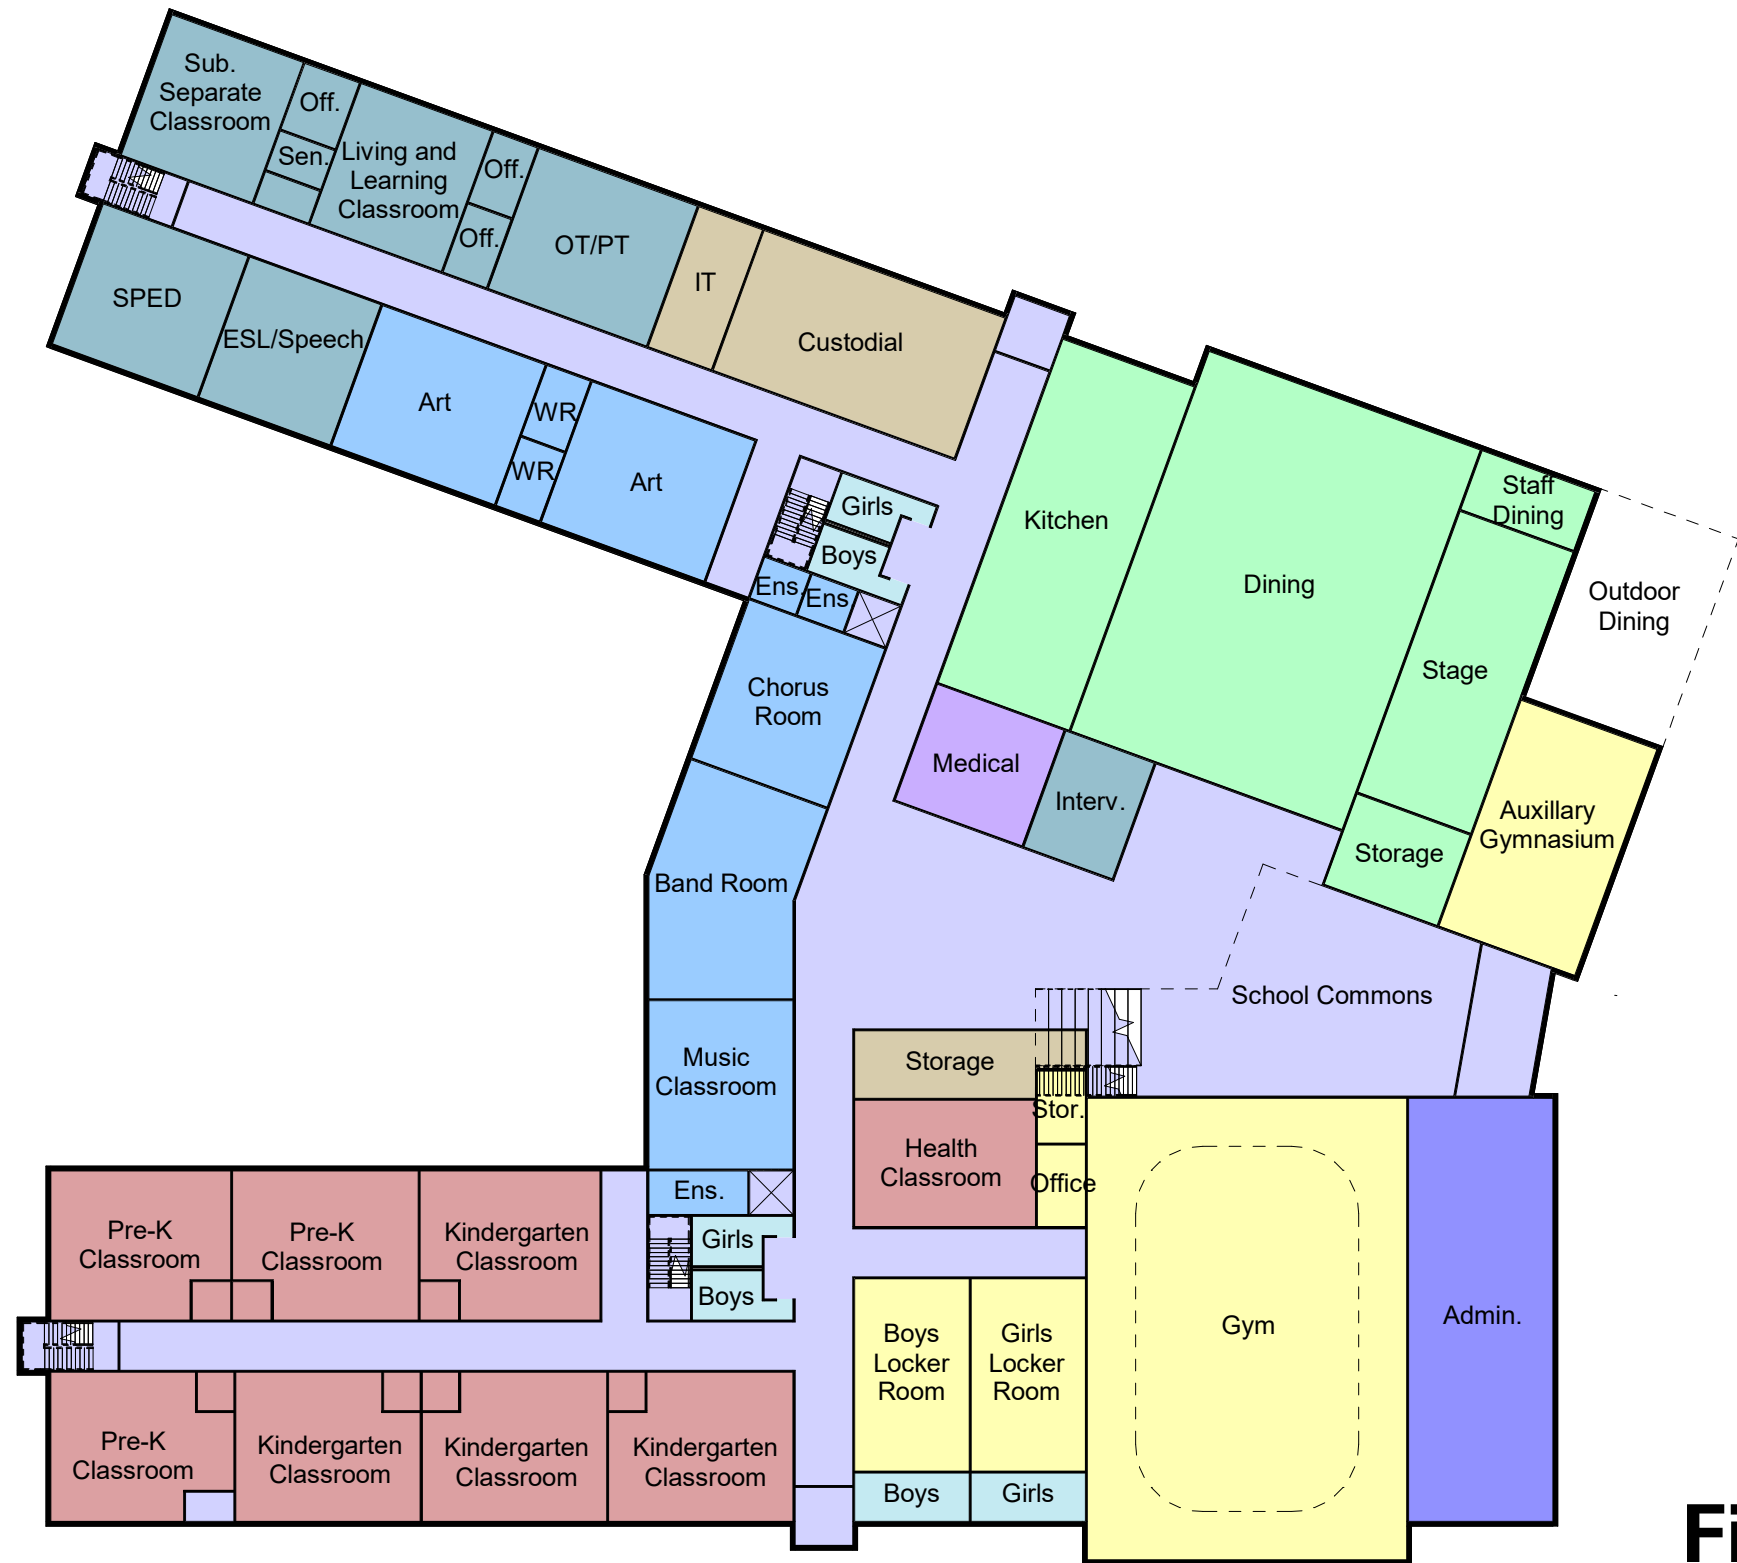 Sub.
Separate
Classroom
Off.
Sen.
Living and
Learning
Classroom
Off.
Off.
OT/PT
IT
Custodial
SPED
ESL/Speech
Art
WR
WR
Art
Girls
Boys
Ens.
Ens
Kitchen
Dining
Staff
Dining
Outdoor
Dining
Stage
Chorus
Room
Medical
Interv.
Storage
Auxillary
Gymnasium
Band Room
School Commons
Music
Classroom
Storage
Stor.
Health
Classroom
Office
Ens.
Girls
Boys
Pre-K
Classroom
Pre-K
Classroom
Kindergarten
Classroom
Boys
Locker
Room
Girls
Locker
Room
Gym
Admin.
Pre-K
Classroom
Kindergarten
Classroom
Kindergarten
Classroom
Kindergarten
Classroom
Boys
Girls
Fi